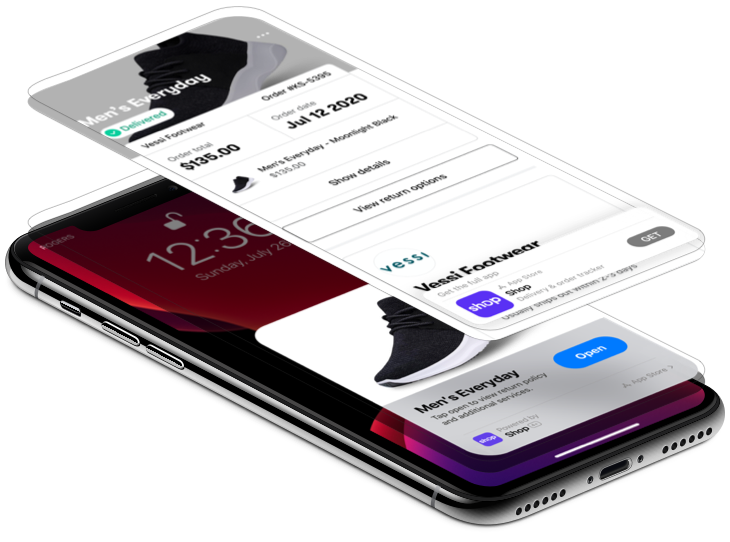 Men's Everyday
Delivered
Vessi Footwear
Order #KS-5395
Order total
$135.00
Order date
Jul 12 2020
Men's Everyday - Moonlight Black
$135.00
Show details
View return options
vessi
Vessi Footwear
Get the full app
App Store
shop
Shop
Delivery & order tracker
GET
Usually ships out within 2-3 days
ROGERS
12:36
Sunday, July 26
Men's Everyday
Tap open to view return policy
and additional services.
Open
Powered by
shop
Shop
App Store >